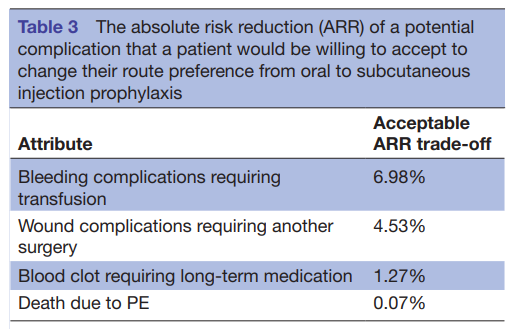 Table 3 The absolute risk reduction (ARR) of a potential
complication that a patient would be willing to accept to
change their route preference from oral to subcutaneous
injection prophylaxis
Attribute
Acceptable
ARR trade-off
Bleeding complications requiring
transfusion
6.98%
Wound complications requiring another
surgery
4.53%
Blood clot requiring long-term medication 1.27%
Death due to PE 0.07%